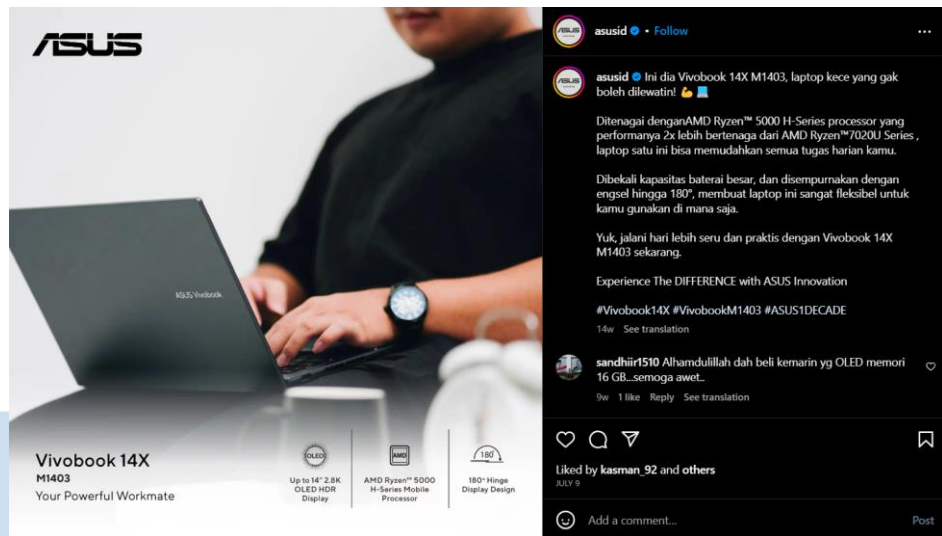 ASUS
ASUS Vivobook
Vivobook 14X
M1403
Your Powerful Workmate
OLED
Up to 14" 2.8K
OLED HDR
Display
AMD
AMD Ryzen™ 5000
H-Series Mobile
Processor
180°
180° Hinge
Display Design
asusid • Follow
asusid Ini dia Vivobook 14X M1403, laptop kece yang gak
boleh dilewatin! 💪💻
Ditenagai denganAMD Ryzen™ 5000 H-Series processor yang
performanya 2x lebih bertenaga dari AMD Ryzen™7020U Series ,
laptop satu ini bisa memudahkan semua tugas harian kamu.
Dibekali kapasitas baterai besar, dan disempurnakan dengan
engsel hingga 180°, membuat laptop ini sangat fleksibel untuk
kamu gunakan di mana saja.
Yuk, jalani hari lebih seru dan praktis dengan Vivobook 14X
M1403 sekarang.
Experience The DIFFERENCE with ASUS Innovation
#Vivobook14X #VivobookM1403 #ASUS1DECADE
14w See translation
sandhiir1510 Alhamdulillah dah beli kemarin yg OLED memori
16 GB...semoga awet..
9w 1 like Reply See translation
Liked by kasman_92 and others
JULY 9
Add a comment...
Post